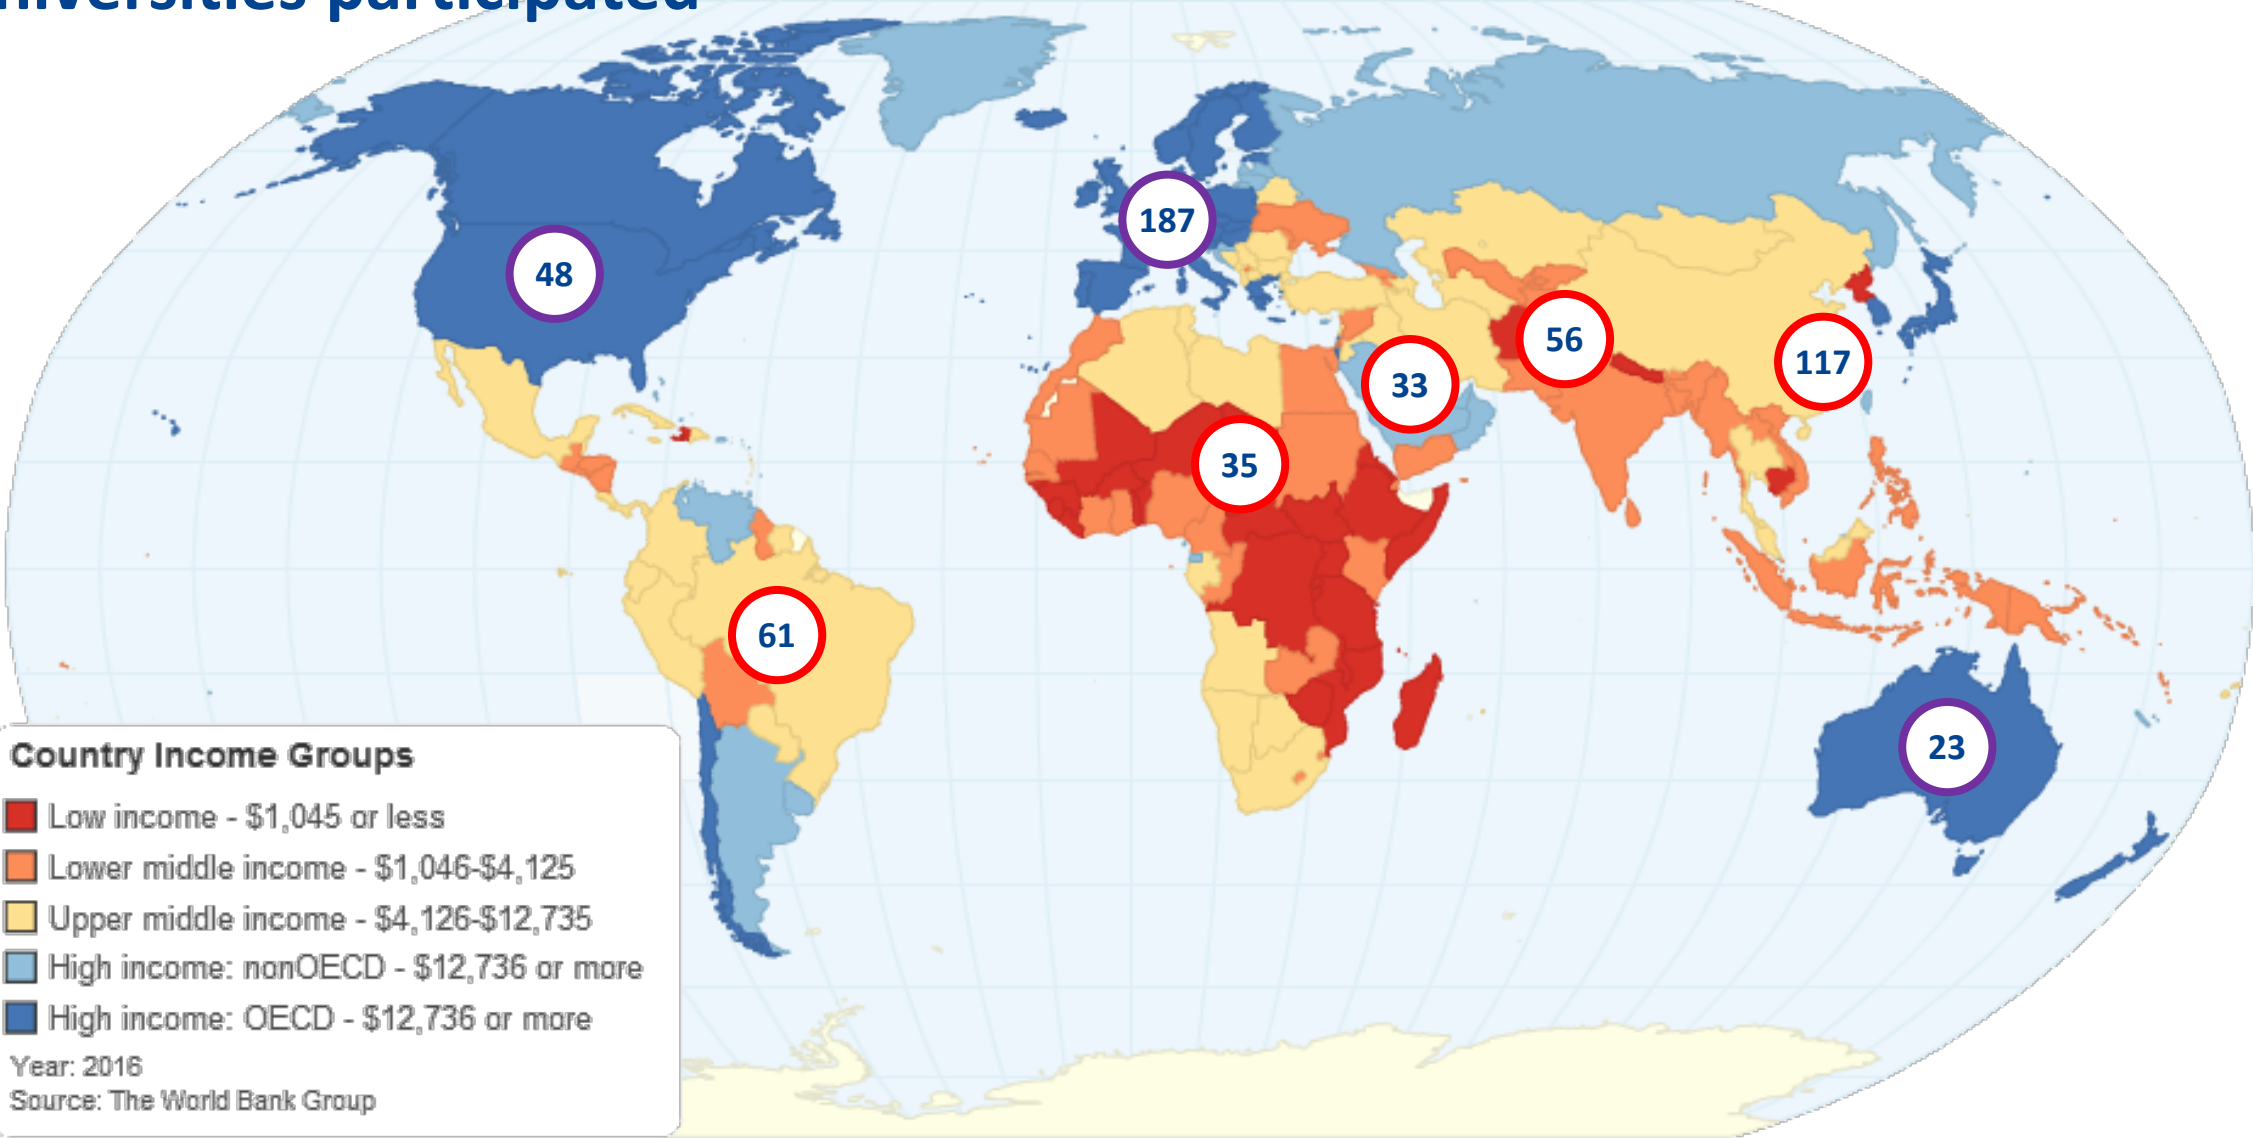 participated
48
187
56
117
33
35
61
23
Country Income Groups
Low income - $1,045 or less
Lower middle income - $1,046-$4,125
Upper middle income - $4,126-$12,735
High income: nonOECD - $12,736 or more
High income: OECD - $12,736 or more
Year: 2016
Source: The World Bank Group